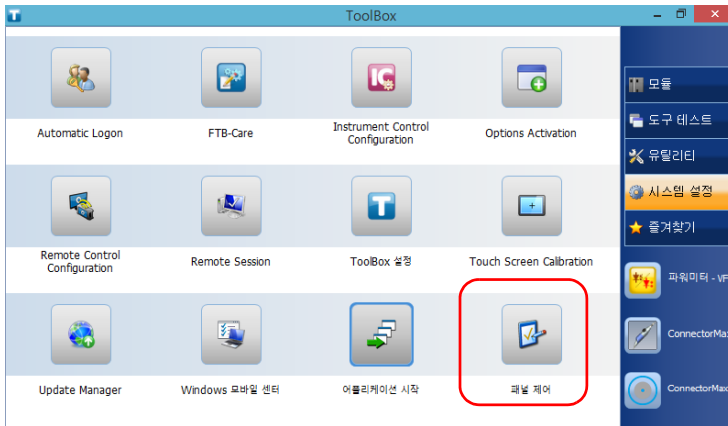 ToolBox
Automatic Logon
FTB-Care
Instrument Control
Configuration
Options Activation
Remote Control
Configuration
Remote Session
ToolBox 설정
Touch Screen Calibration
Update Manager
Windows 모바일 센터
어플리케이션 시작
패널 제어
모듈
도구 테스트
유틸리티
시스템 설정
즐겨찾기
파워미터 - VF
ConnectorMax
ConnectorMax